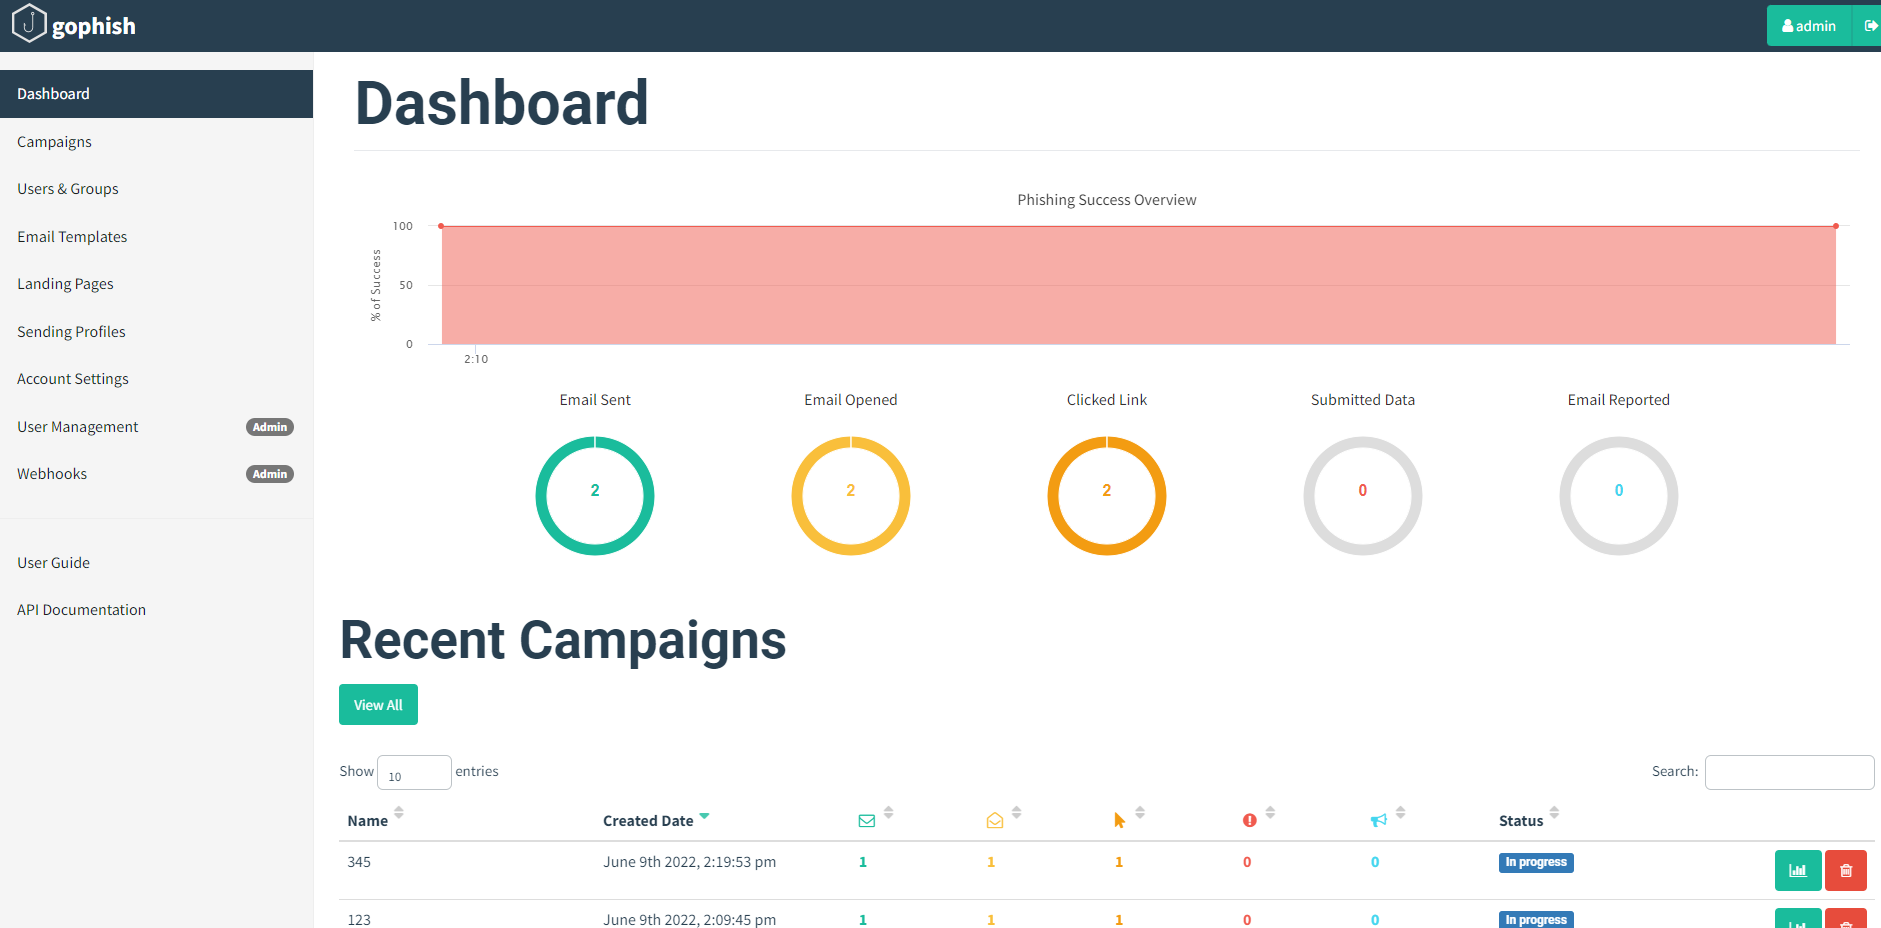 gophish
admin
Dashboard
Campaigns
Users & Groups
Email Templates
Landing Pages
Sending Profiles
Account Settings
User Management Admin
Webhooks Admin
User Guide
API Documentation
Dashboard
Phishing Success Overview
% of Success
100
50
0
2:10
Email Sent Email Opened Clicked Link Submitted Data Email Reported
2 2 2 0 0
Recent Campaigns
View All
Show 10 entries Search:
Name Created Date Status
345 June 9th 2022, 2:19:53 pm 1 1 1 0 0 In progress
123 June 9th 2022, 2:09:45 pm 1 1 1 0 0 In progress